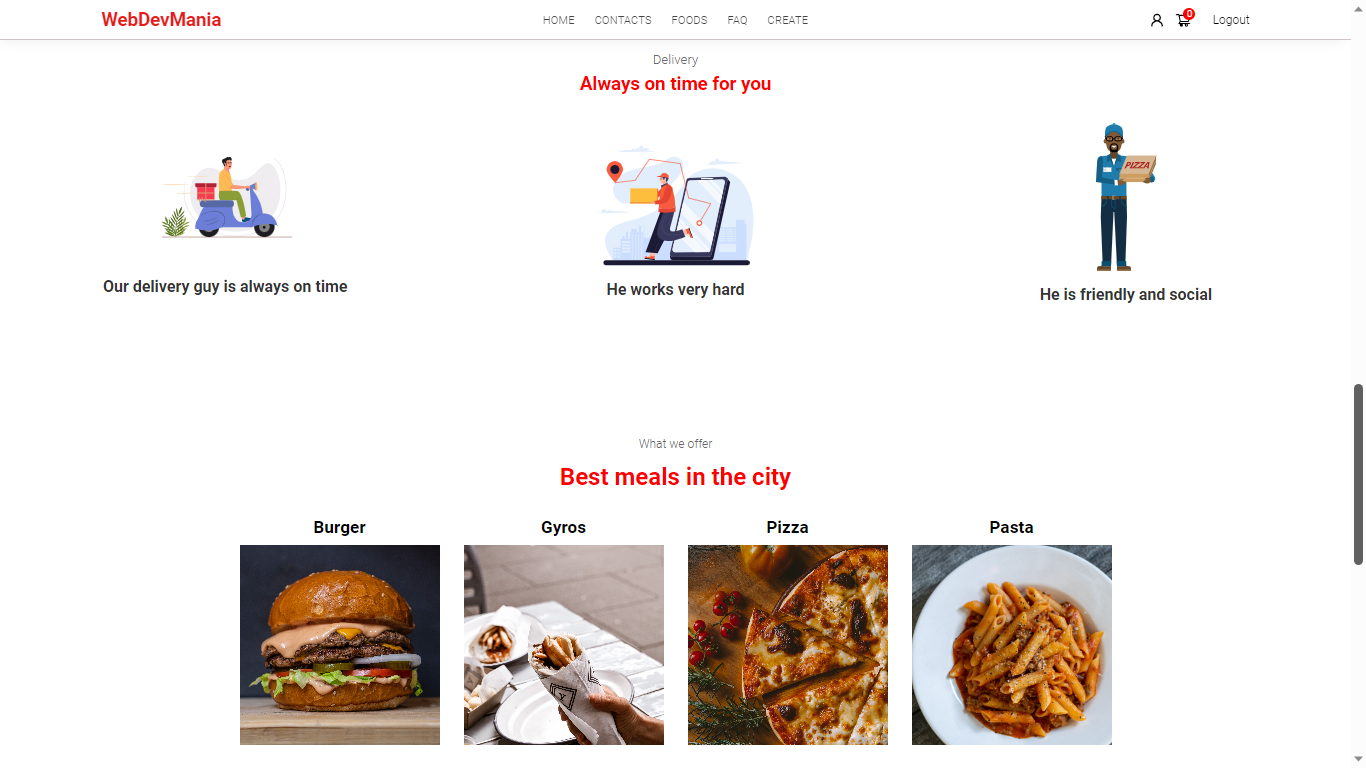 WebDevMania
HOME CONTACTS FOODS FAQ CREATE
0
Logout
Delivery
Always on time for you
PIZZA
Our delivery guy is always on time
He works very hard
He is friendly and social
What we offer
Best meals in the city
Burger
Gyros
Pizza
Pasta